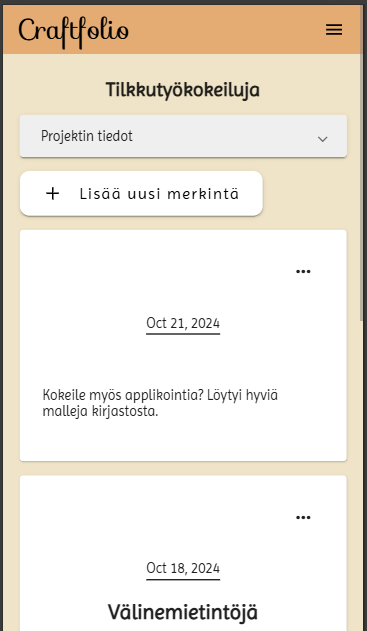 Craftfolio
Tilkkutyökokeiluja
Projektin tiedot
Lisää uusi merkintä
Oct 21, 2024
Kokeile myös applikointia? Löytyi hyviä
malleja kirjastosta.
Oct 18, 2024
Välinemietintöjä